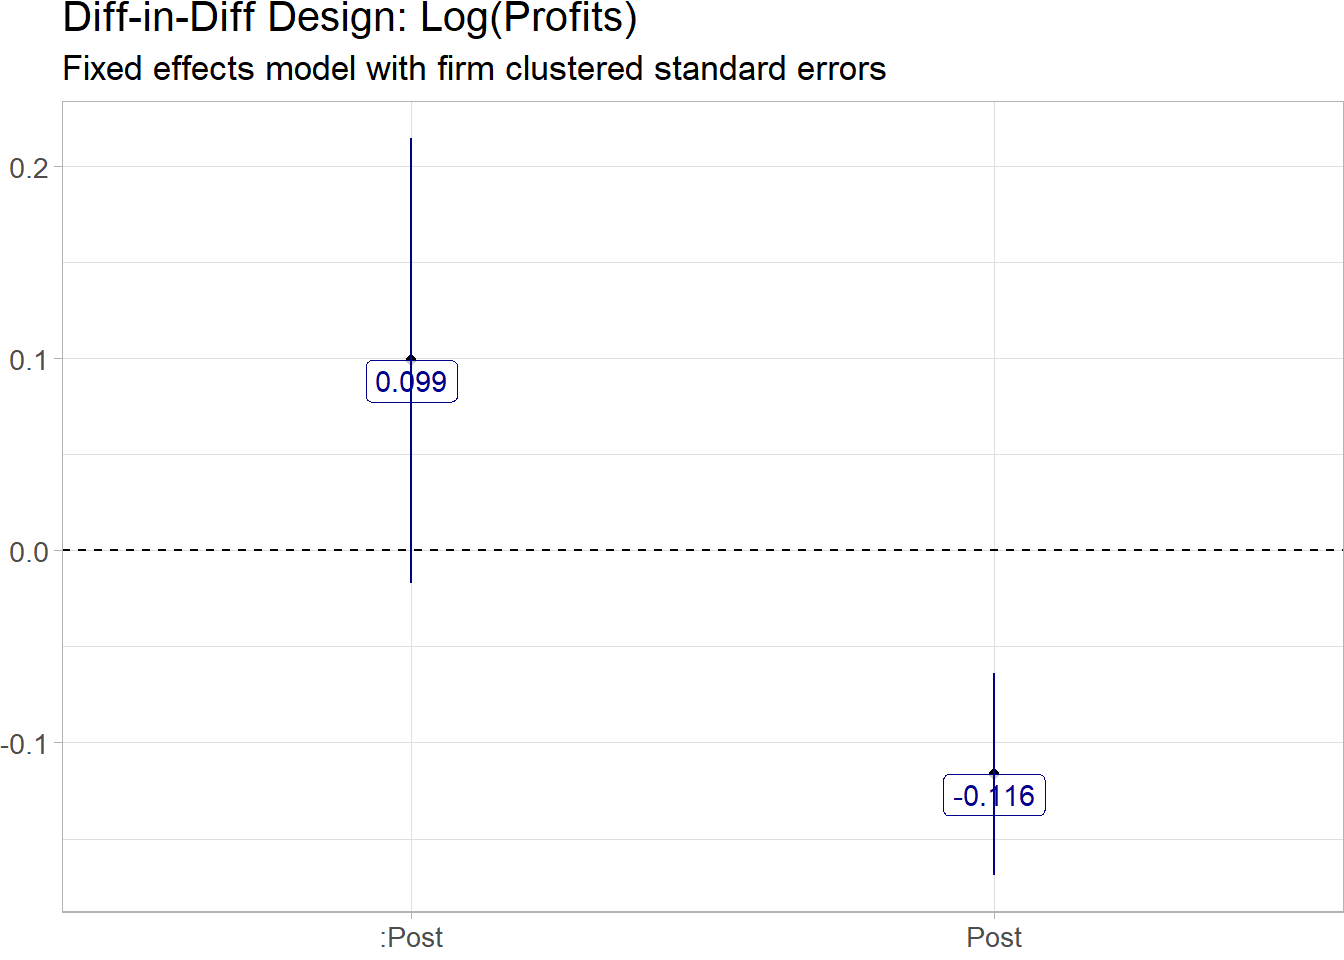 Diff-in-Diff Design: Log(Profits)
Fixed effects model with firm clustered standard errors
0.2
0.1
0.099
0.0
-0.1
-0.116
:Post
Post